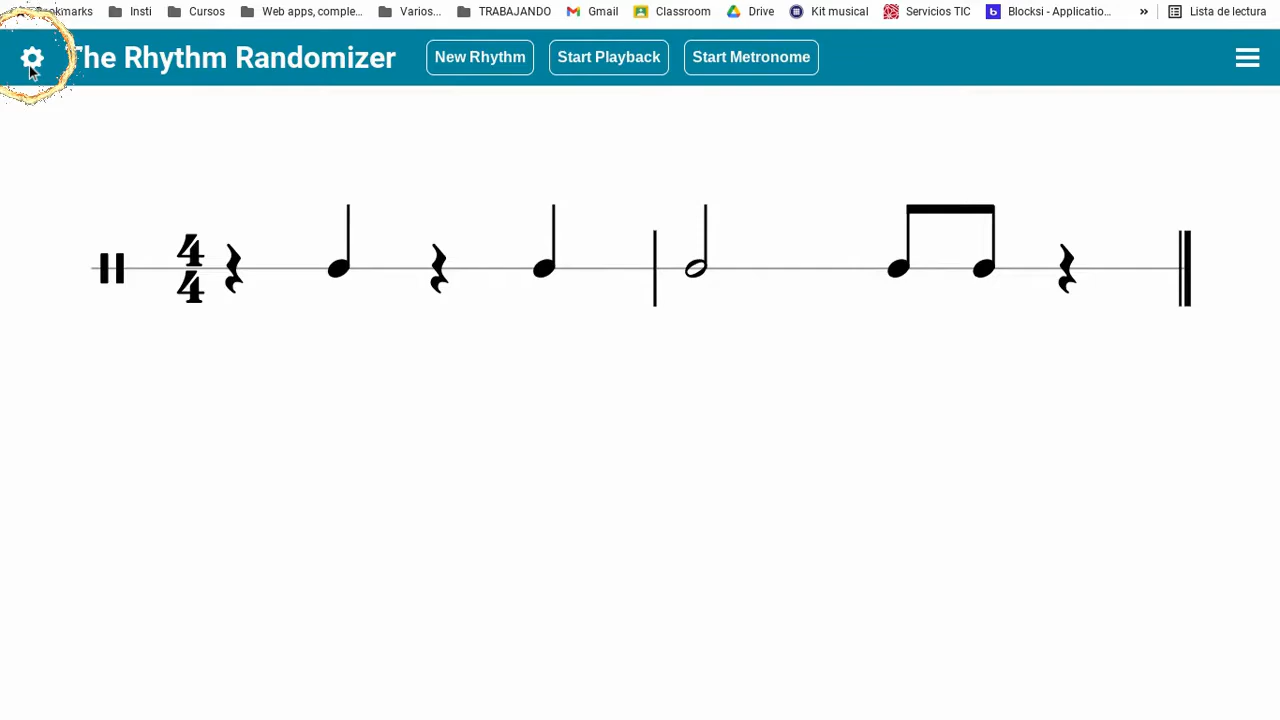 Bookmarks Insti Cursos Web apps, comple... Varios... TRABAJANDO Gmail Classroom Drive Kit musical Servicios TIC Blocksi - Applicatio... » Lista de lectura
The Rhythm Randomizer New Rhythm Start Playback Start Metronome
4
4